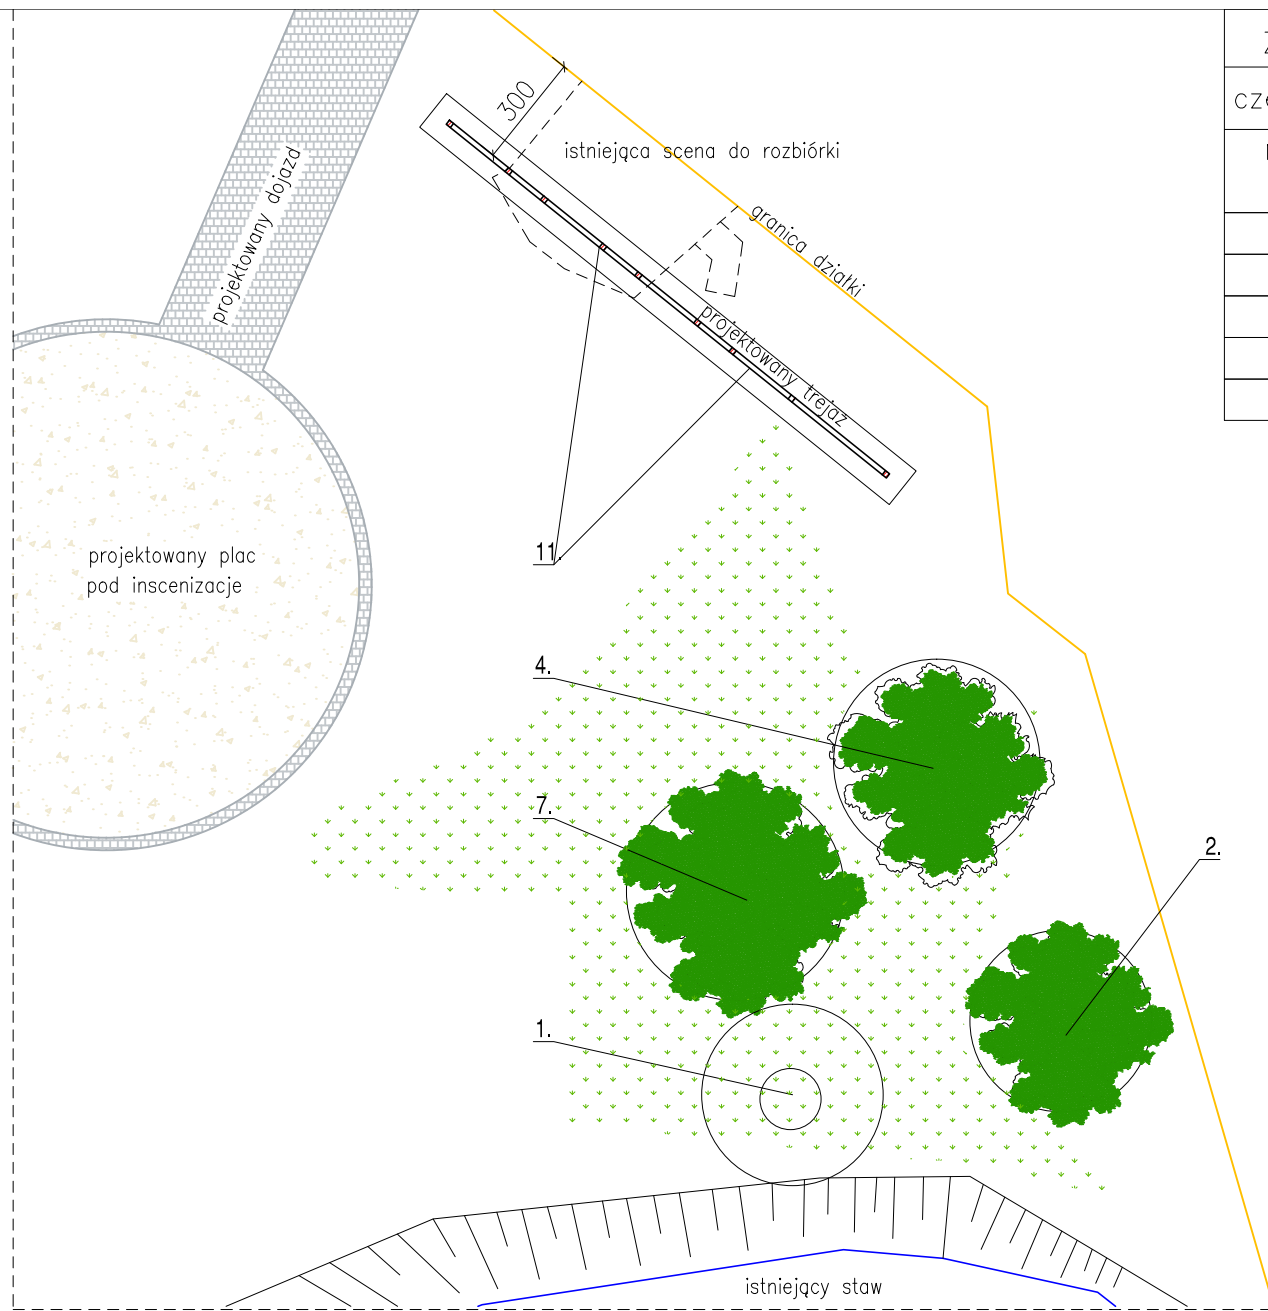 300
istniejąca scena do rozbiórki
projektowany dojazd
granica działki
projektowany trejaż
11.
projektowany plac
pod inscenizacje
4.
7.
2.
1.
istniejący staw